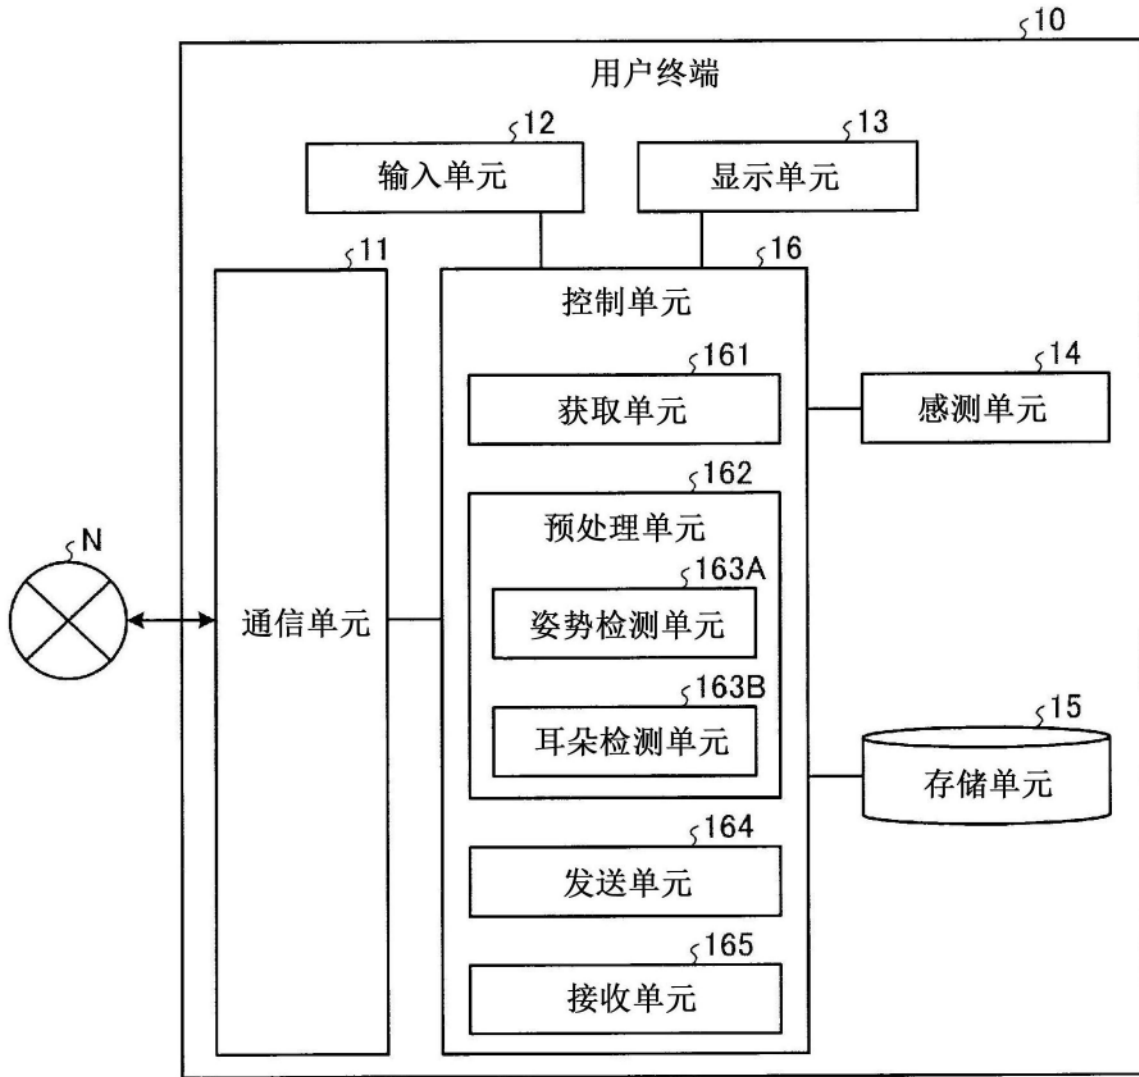 10
用户终端
12
输入单元
13
显示单元
11
通信单元
16
控制单元
161
获取单元
14
感测单元
162
预处理单元
163A
姿势检测单元
163B
耳朵检测单元
N
15
存储单元
164
发送单元
165
接收单元